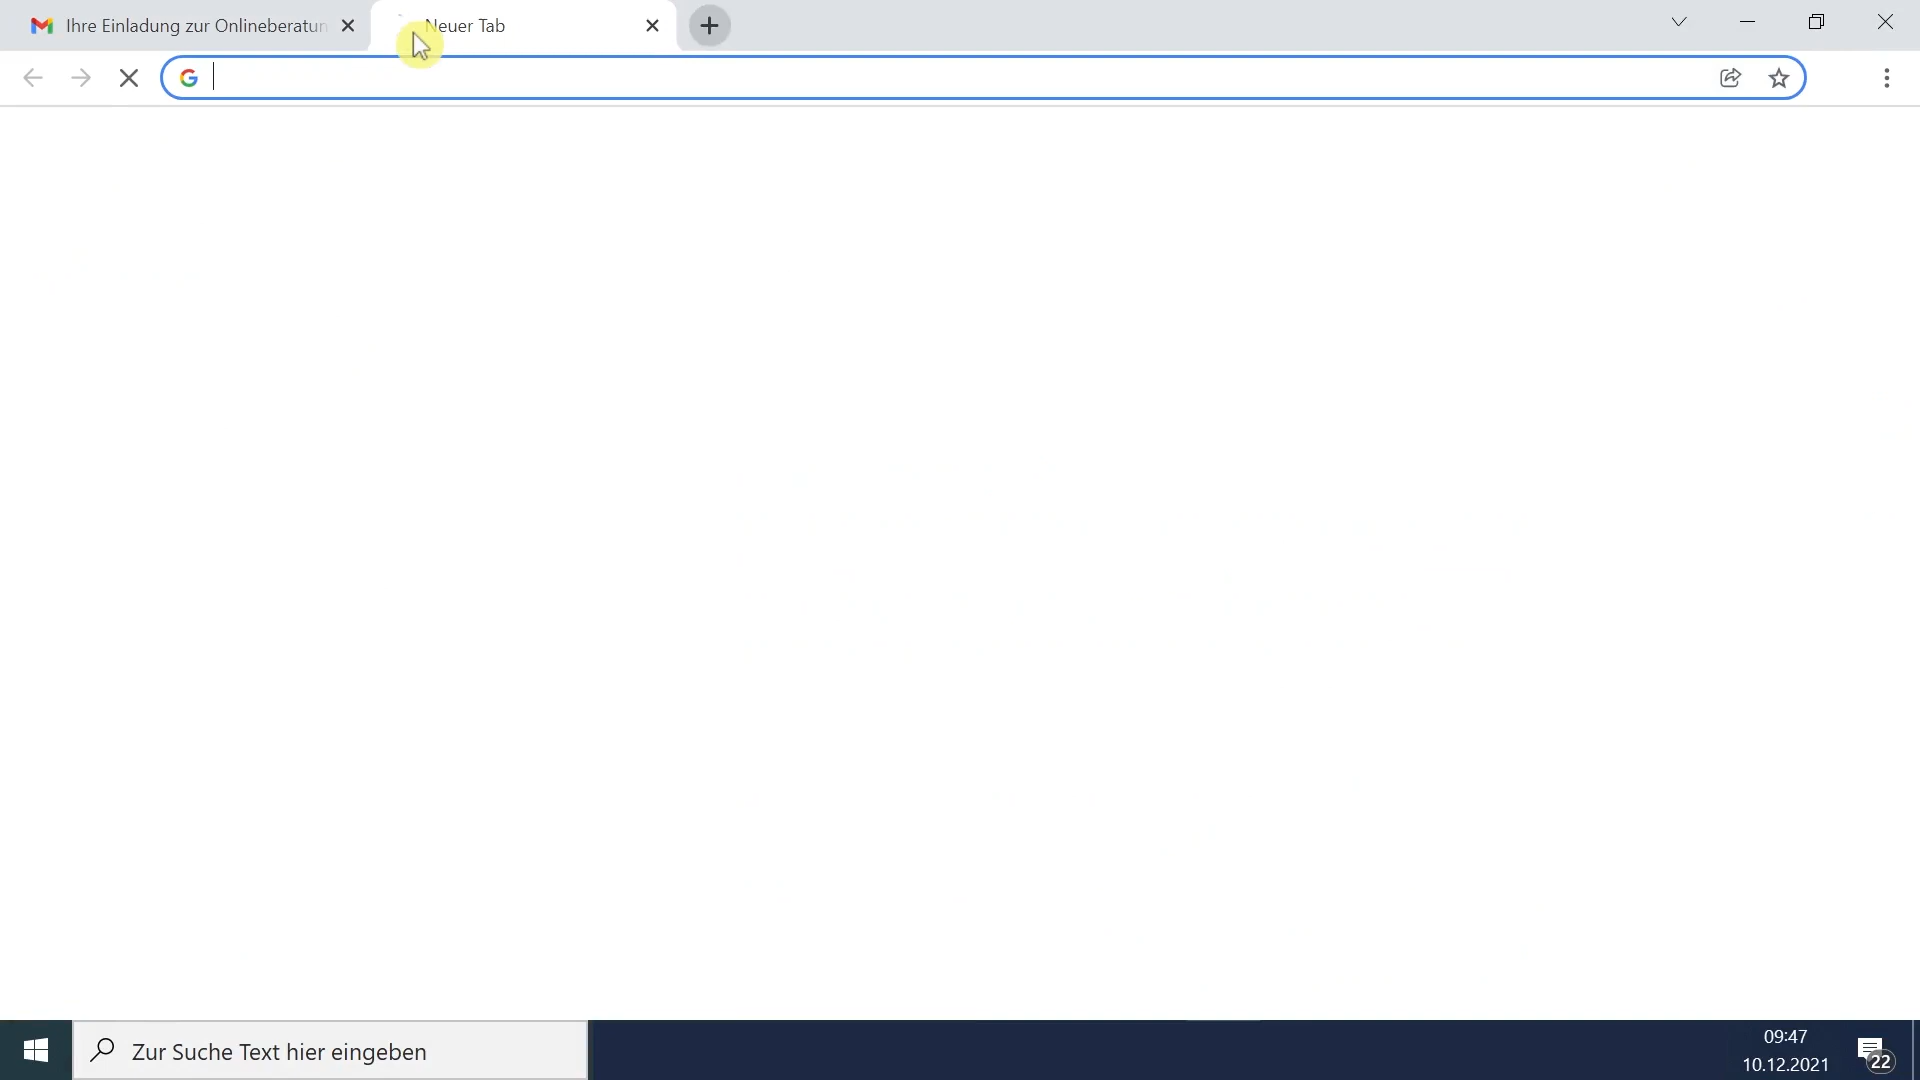 Ihre Einladung zur Onlineberatun
Neuer Tab
Zur Suche Text hier eingeben
09:47
10.12.2021
22